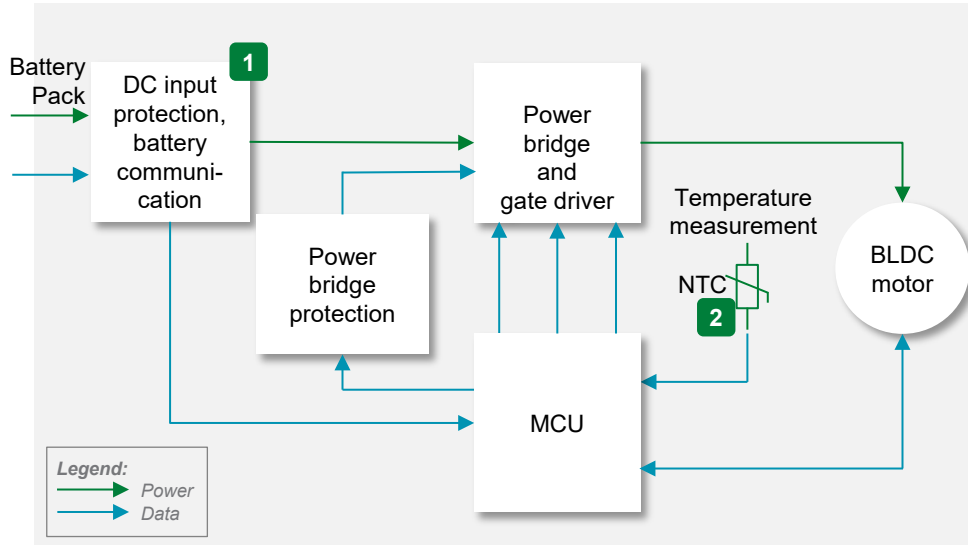 Battery
Pack
1
DC input
protection,
battery
communi-
cation
Power
bridge
and
gate driver
Temperature
measurement
Power
bridge
protection
NTC
2
BLDC
motor
MCU
Legend:
Power
Data